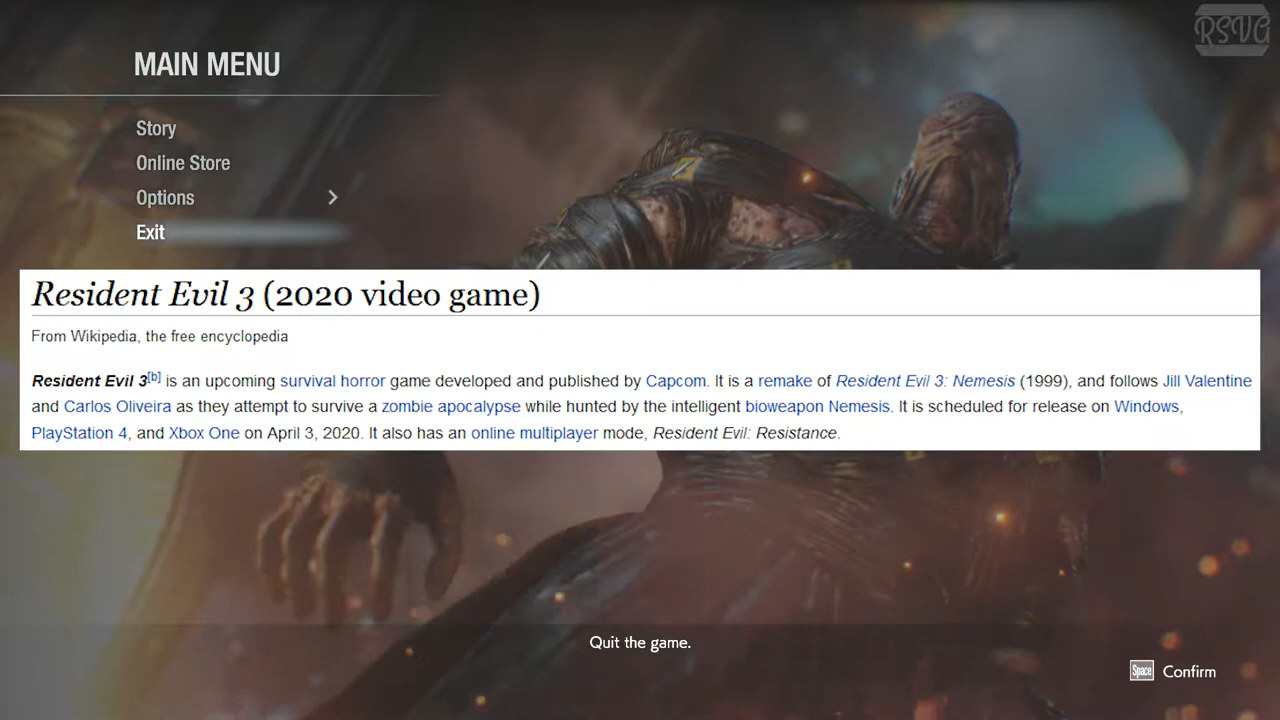 RSVG
MAIN MENU
Story
Online Store
Options
Exit
Resident Evil 3 (2020 video game)
From Wikipedia, the free encyclopedia
Resident Evil 3[b] is an upcoming survival horror game developed and published by Capcom. It is a remake of Resident Evil 3: Nemesis (1999), and follows Jill Valentine
and Carlos Oliveira as they attempt to survive a zombie apocalypse while hunted by the intelligent bioweapon Nemesis. It is scheduled for release on Windows,
PlayStation 4, and Xbox One on April 3, 2020. It also has an online multiplayer mode, Resident Evil: Resistance.
Quit the game.
Space Confirm